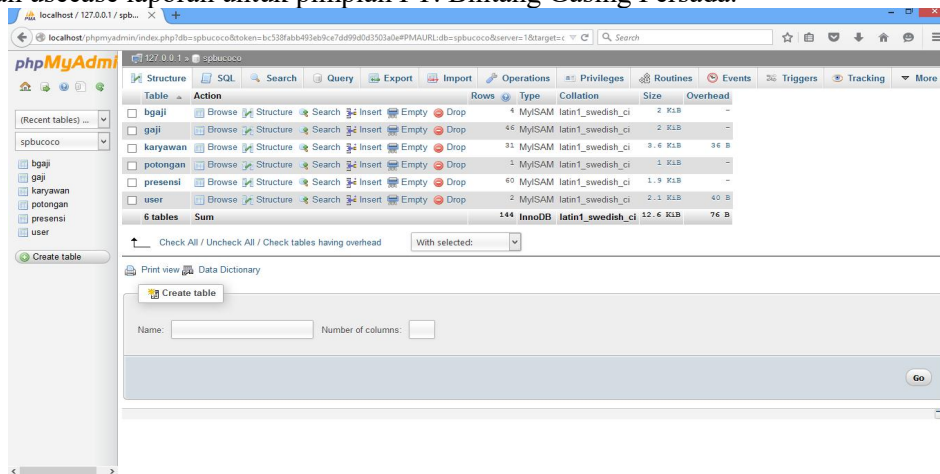 an usecase laporan untuk pimpian PT. Bintang Gasing Persada.
localhost / 127.0.0.1 / spb...
localhost/phpmyadmin/index.php?db=spbucoco&token=bc538fabb493eb9ce7dd99d0d3503a0e#PMAURL:db=spbucoco&server=1&target=c
Search
phpMyAdmi
127.0.0.1 » spbucoco
Structure SQL Search Query Export Import Operations Privileges Routines Events Triggers Tracking More
(Recent tables) ...
spbucoco
bgaji
gaji
karyawan
potongan
presensi
user
Create table
Table Action Rows Type Collation Size Overhead
bgaji Browse Structure Search Insert Empty Drop 4 MyISAM latin1_swedish_ci 2 KiB -
gaji Browse Structure Search Insert Empty Drop 46 MyISAM latin1_swedish_ci 2 KiB -
karyawan Browse Structure Search Insert Empty Drop 31 MyISAM latin1_swedish_ci 3.6 KiB 36 B
potongan Browse Structure Search Insert Empty Drop 1 MyISAM latin1_swedish_ci 1 KiB -
presensi Browse Structure Search Insert Empty Drop 60 MyISAM latin1_swedish_ci 1.9 KiB -
user Browse Structure Search Insert Empty Drop 2 MyISAM latin1_swedish_ci 2.1 KiB 40 B
6 tables Sum 144 InnoDB latin1_swedish_ci 12.6 KiB 76 B
Check All / Uncheck All / Check tables having overhead With selected:
Print view Data Dictionary
Create table
Name: Number of columns:
Go